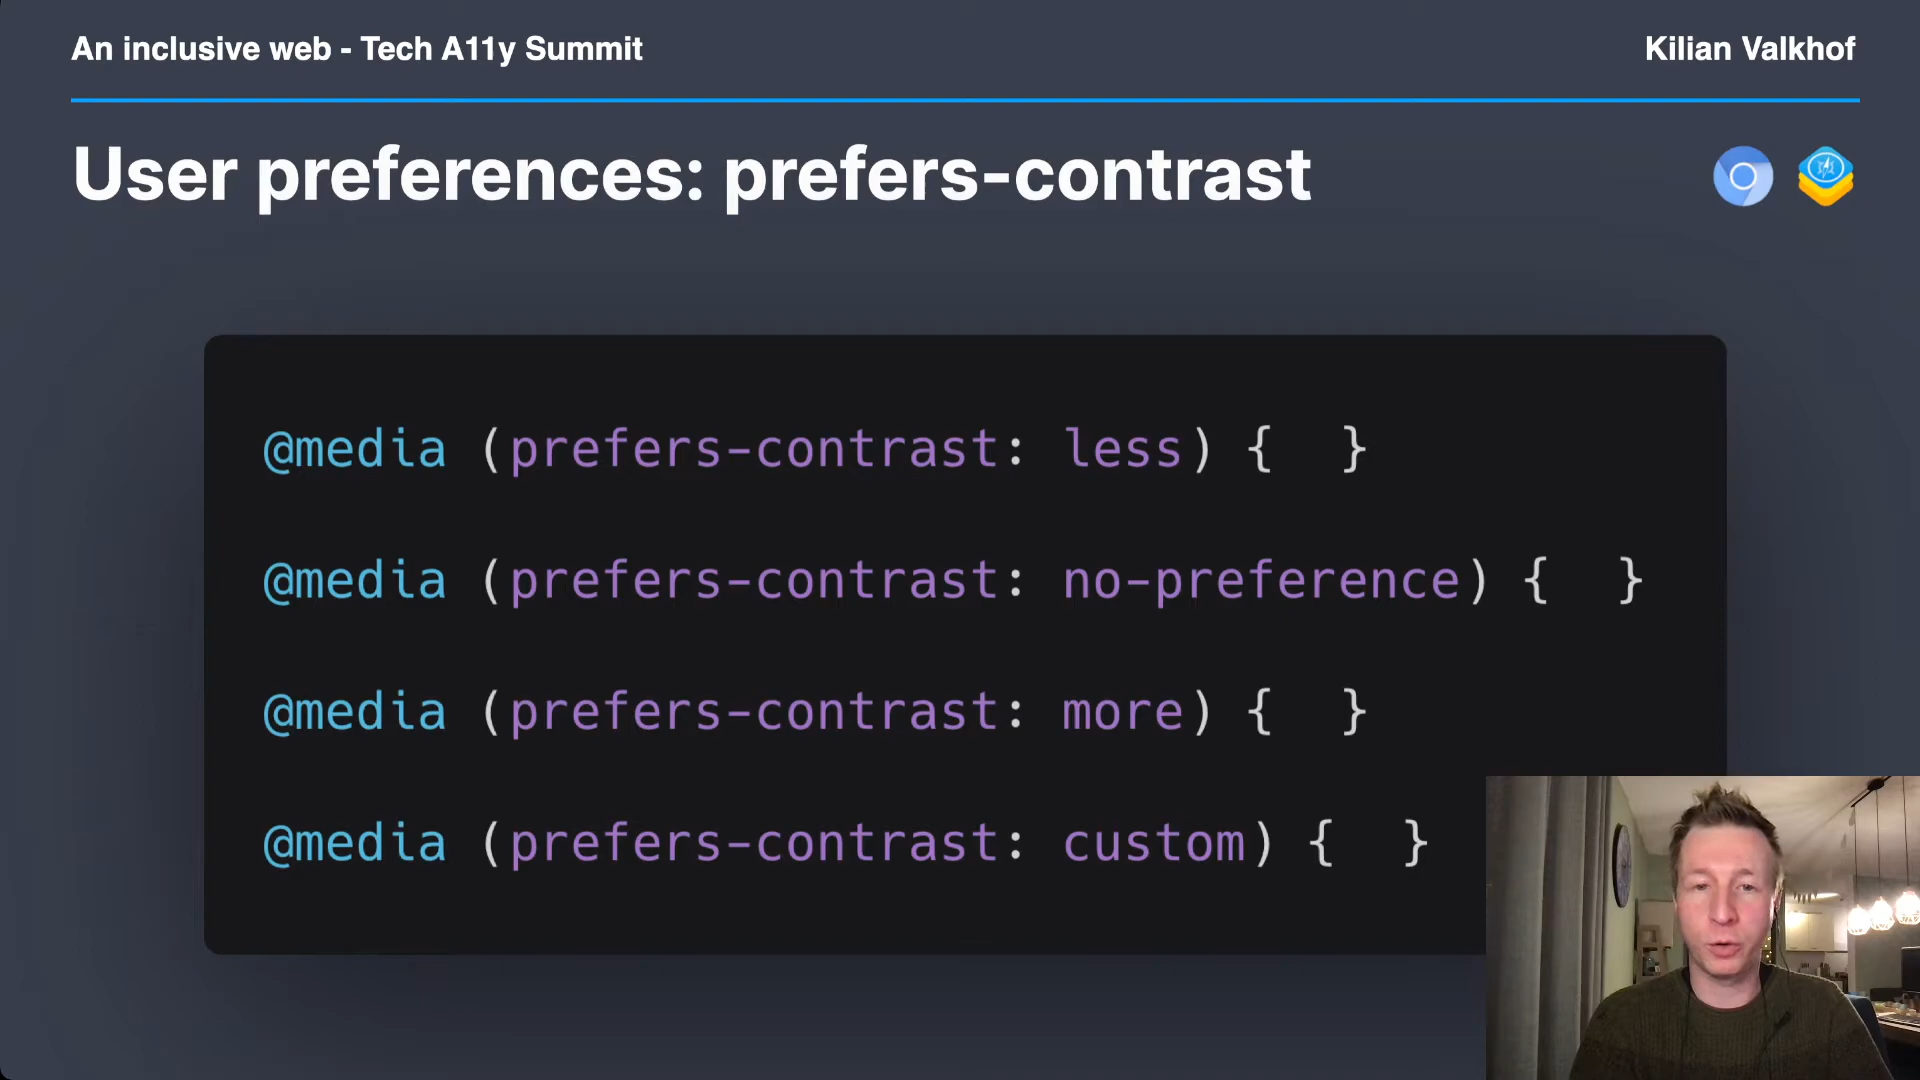 An inclusive web - Tech A11y Summit
Kilian Valkhof
User preferences: prefers-contrast
@media (prefers-contrast: less) {  }
@media (prefers-contrast: no-preference) {  }
@media (prefers-contrast: more) {  }
@media (prefers-contrast: custom) {  }